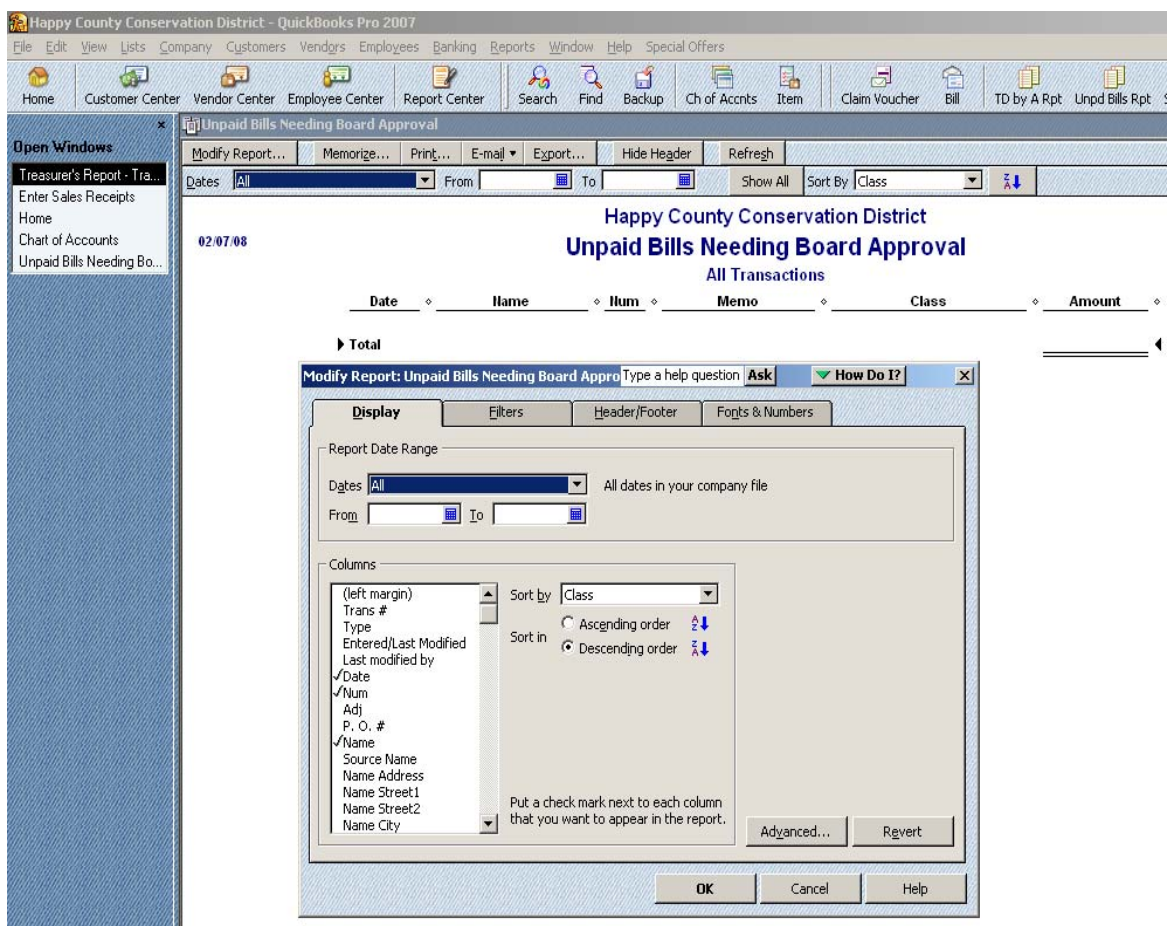 Happy County Conservation District - QuickBooks Pro 2007
File Edit View Lists Company Customers Vendors Employees Banking Reports Window Help Special Offers
Home Customer Center Vendor Center Employee Center Report Center Search Find Backup Ch of Accnts Item Claim Voucher Bill TD by A Rpt Unpd Bills Rpt
Open Windows
Treasurer's Report - Tra...
Enter Sales Receipts
Home
Chart of Accounts
Unpaid Bills Needing Bo...
Unpaid Bills Needing Board Approval
Modify Report... Memorize... Print... E-mail Export... Hide Header Refresh
Dates All From To Show All Sort By Class
Happy County Conservation District
02/07/08 Unpaid Bills Needing Board Approval
All Transactions
Date Name Num Memo Class Amount
Total
Modify Report: Unpaid Bills Needing Board Appro Type a help question Ask How Do I?
Display Filters Header/Footer Fonts & Numbers
Report Date Range
Dates All All dates in your company file
From To
Columns
(left margin)
Trans #
Type
Entered/Last Modified
Last modified by
Date
Num
Adj
P. O. #
Name
Source Name
Name Address
Name Street1
Name Street2
Name City
Sort by Class
Sort in
Ascending order
Descending order
Put a check mark next to each column
that you want to appear in the report.
Advanced... Revert
OK Cancel Help